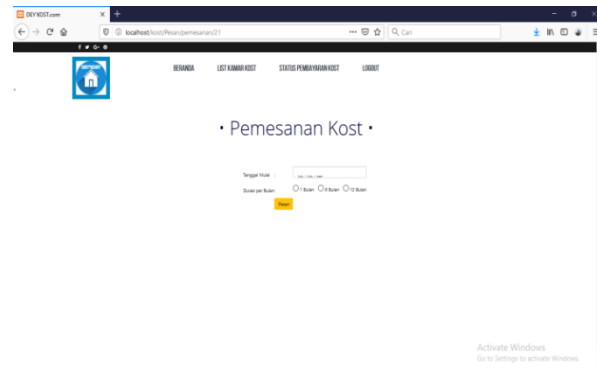 DSYKOST.com
localhost/kost/Pesan/pemesanan/21
Cari
BERANDA LIST KAMAR KOST STATUS PEMBAYARAN KOST LOGOUT
• Pemesanan Kost •
Tanggal Mulai :
Durasi per Bulan 1 Bulan 6 Bulan 12 Bulan
Pesan
Activate Windows
Go to Settings to activate Windows.